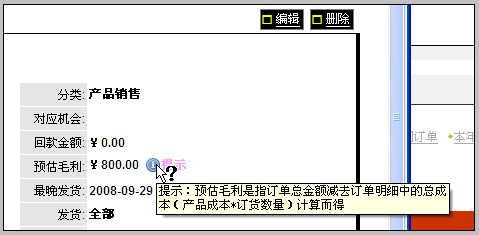 编辑 删除
分类: 产品销售
对应机会:
回款金额: ¥ 0.00
预估毛利: ¥ 800.00 提示
最晚发货: 2008-09-29
提示：预估毛利是指订单总金额减去订单明细中的总成
本（产品成本*订货数量）计算而得
发货: 全部
订单 本年